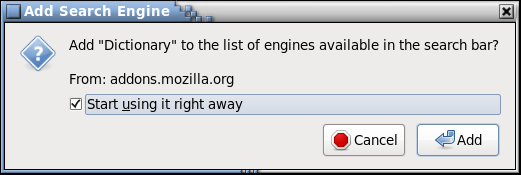 Add Search Engine
Add "Dictionary" to the list of engines available in the search bar?
From: addons.mozilla.org
Start using it right away
Cancel
Add